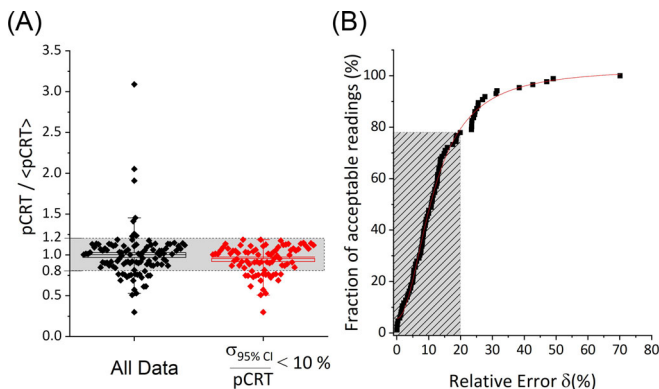 (A)
pCRT / <pCRT>
3.5
3.0
2.5
2.0
1.5
1.2
1.0
0.8
0.5
0.0
All Data
σ95% CI / pCRT < 10 %
(B)
Fraction of acceptable readings (%)
100
80
60
40
20
0
0 10 20 30 40 50 60 70 80
Relative Error δ(%)